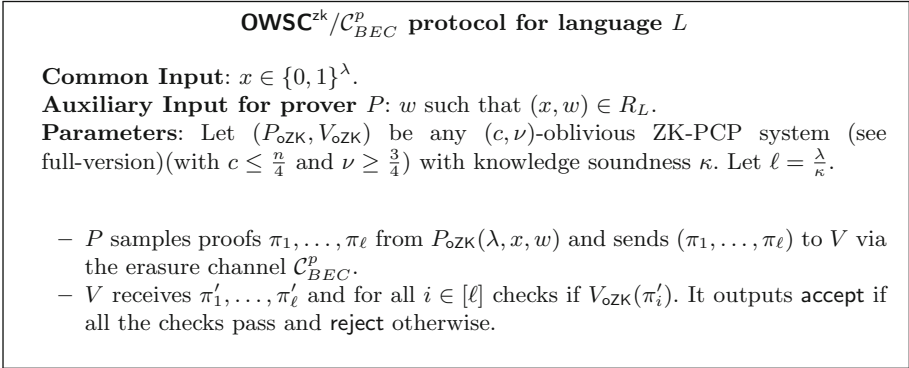 OWSC^zk/C^p_BEC protocol for language L
Common Input: x ∈ {0, 1}^λ.
Auxiliary Input for prover P: w such that (x, w) ∈ R_L.
Parameters: Let (P_oZK, V_oZK) be any (c, ν)-oblivious ZK-PCP system (see
full-version)(with c ≤ n/4 and ν ≥ 3/4) with knowledge soundness κ. Let ℓ = λ/κ.
– P samples proofs π_1, . . . , π_ℓ from P_oZK(λ, x, w) and sends (π_1, . . . , π_ℓ) to V via
the erasure channel C^p_BEC.
– V receives π′_1, . . . , π′_ℓ and for all i ∈ [ℓ] checks if V_oZK(π′_i). It outputs accept if
all the checks pass and reject otherwise.